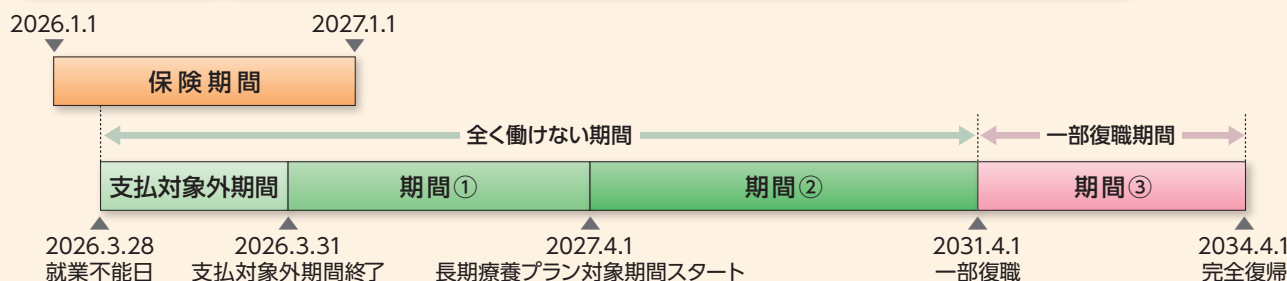 2026.1.1 2027.1.1
保険期間
全く働けない期間 一部復職期間
支払対象外期間 期間① 期間② 期間③
2026.3.28 2026.3.31 2027.4.1 2031.4.1 2034.4.1
就業不能日 支払対象外期間終了 長期療養プラン対象期間スタート 一部復職 完全復帰